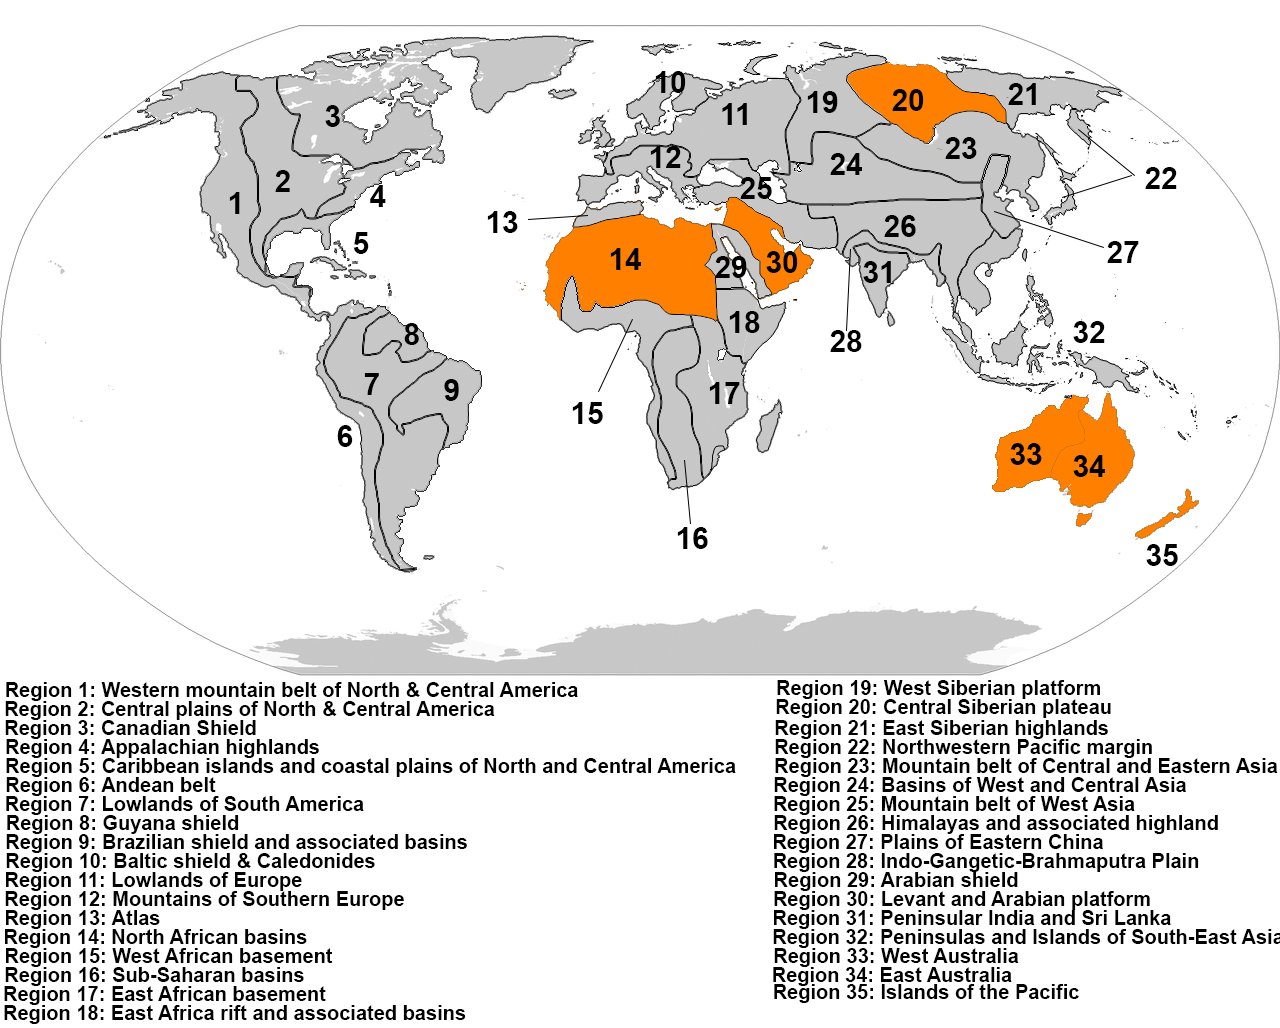 10
21
20
19
3
11
23
12
24
22
2
25
1
4
13
26
5
27
14
30
29
31
18
32
8
28
7
9
17
15
6
33
34
16
35
Region 1: Western mountain belt of North & Central America
Region 2: Central plains of North & Central America
Region 3: Canadian Shield
Region 4: Appalachian highlands
Region 5: Caribbean islands and coastal plains of North and Central America
Region 6: Andean belt
Region 7: Lowlands of South America
Region 8: Guyana shield
Region 9: Brazilian shield and associated basins
Region 10: Baltic shield & Caledonides
Region 11: Lowlands of Europe
Region 12: Mountains of Southern Europe
Region 13: Atlas
Region 14: North African basins
Region 15: West African basement
Region 16: Sub-Saharan basins
Region 17: East African basement
Region 18: East Africa rift and associated basins
Region 19: West Siberian platform
Region 20: Central Siberian plateau
Region 21: East Siberian highlands
Region 22: Northwestern Pacific margin
Region 23: Mountain belt of Central and Eastern Asia
Region 24: Basins of West and Central Asia
Region 25: Mountain belt of West Asia
Region 26: Himalayas and associated highland
Region 27: Plains of Eastern China
Region 28: Indo-Gangetic-Brahmaputra Plain
Region 29: Arabian shield
Region 30: Levant and Arabian platform
Region 31: Peninsular India and Sri Lanka
Region 32: Peninsulas and Islands of South-East Asia
Region 33: West Australia
Region 34: East Australia
Region 35: Islands of the Pacific